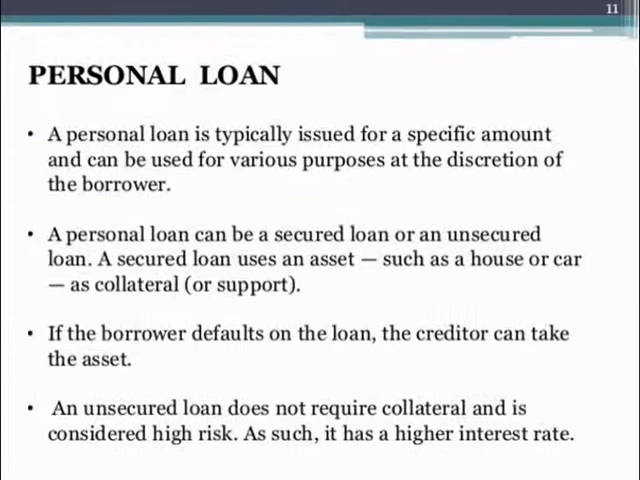 11
PERSONAL LOAN
• A personal loan is typically issued for a specific amount
and can be used for various purposes at the discretion of
the borrower.
• A personal loan can be a secured loan or an unsecured
loan. A secured loan uses an asset — such as a house or car
— as collateral (or support).
• If the borrower defaults on the loan, the creditor can take
the asset.
• An unsecured loan does not require collateral and is
considered high risk. As such, it has a higher interest rate.